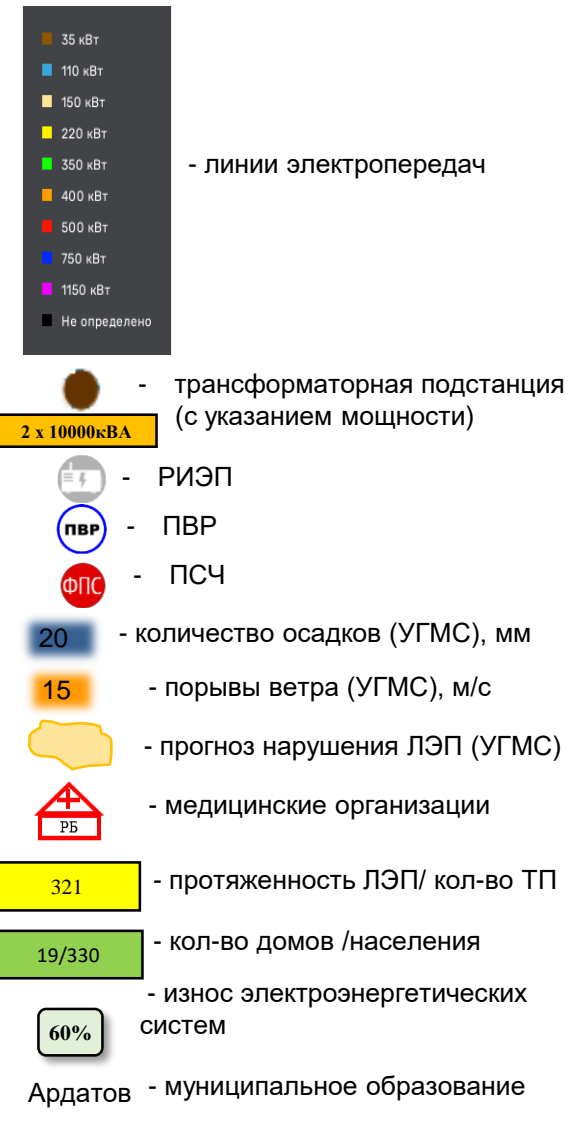 35 кВт
110 кВт
150 кВт
220 кВт
350 кВт
400 кВт
500 кВт
750 кВт
1150 кВт
Не определено
- линии электропередач
- трансформаторная подстанция
(с указанием мощности)
2 х 10000кВА
- РИЭП
ПВР - ПВР
ФПС - ПСЧ
20 - количество осадков (УГМС), мм
15 - порывы ветра (УГМС), м/с
- прогноз нарушения ЛЭП (УГМС)
- медицинские организации
РБ
321 - протяженность ЛЭП/ кол-во ТП
19/330 - кол-во домов /населения
- износ электроэнергетических
систем
60%
Ардатов - муниципальное образование